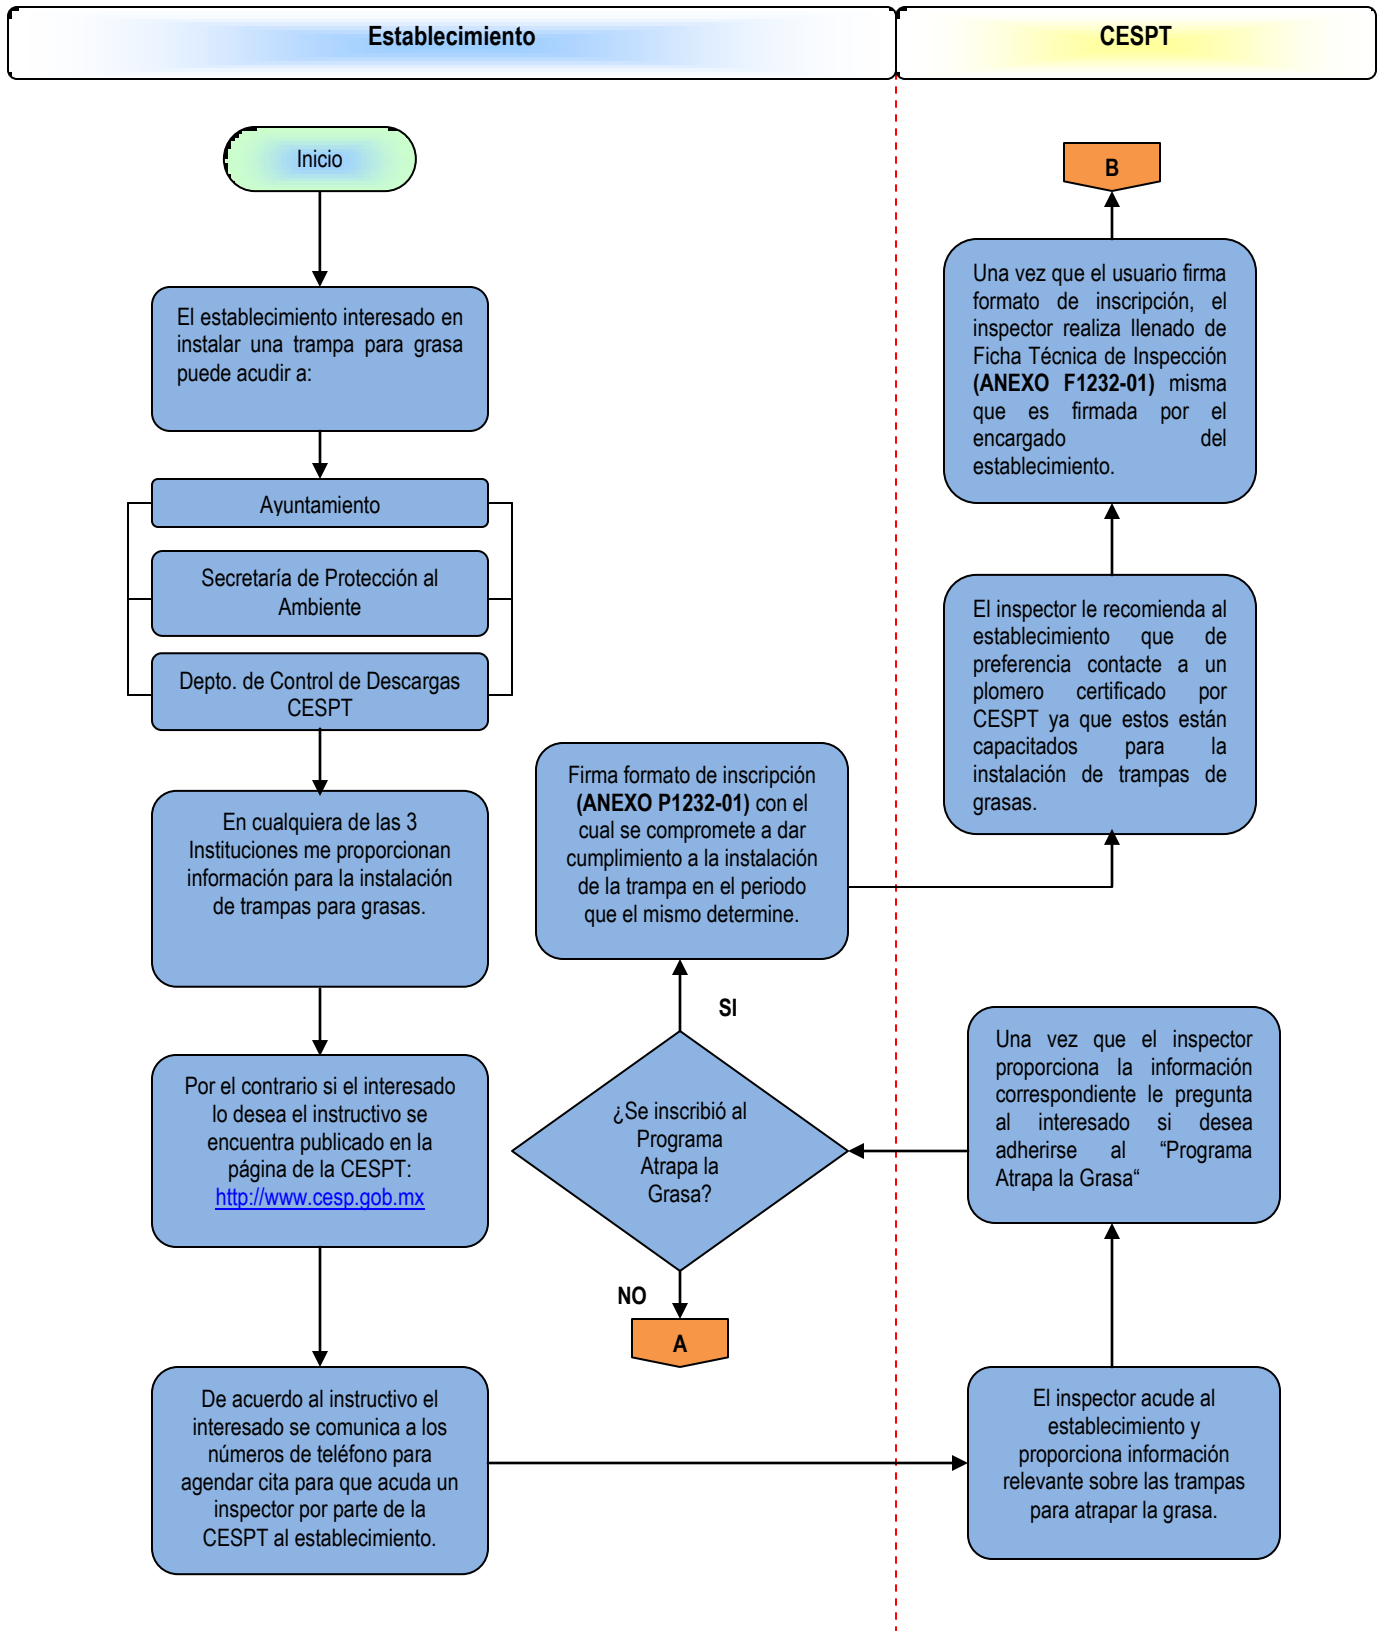 Establecimiento
CESPT
Inicio
El establecimiento interesado en
instalar una trampa para grasa
puede acudir a:
Ayuntamiento
Secretaría de Protección al
Ambiente
Depto. de Control de Descargas
CESPT
En cualquiera de las 3
Instituciones me proporcionan
información para la instalación
de trampas para grasas.
Por el contrario si el interesado
lo desea el instructivo se
encuentra publicado en la
página de la CESPT:
http://www.cesp.gob.mx
De acuerdo al instructivo el
interesado se comunica a los
números de teléfono para
agendar cita para que acuda un
inspector por parte de la
CESPT al establecimiento.
El inspector acude al
establecimiento y
proporciona información
relevante sobre las trampas
para atrapar la grasa.
Una vez que el inspector
proporciona la información
correspondiente le pregunta
al interesado si desea
adherirse al “Programa
Atrapa la Grasa“
¿Se inscribió al
Programa
Atrapa la
Grasa?
NO
A
SI
Firma formato de inscripción
(ANEXO P1232-01) con el
cual se compromete a dar
cumplimiento a la instalación
de la trampa en el periodo
que el mismo determine.
El inspector le recomienda al
establecimiento que de
preferencia contacte a un
plomero certificado por
CESPT ya que estos están
capacitados para la
instalación de trampas de
grasas.
Una vez que el usuario firma
formato de inscripción, el
inspector realiza llenado de
Ficha Técnica de Inspección
(ANEXO F1232-01) misma
que es firmada por el
encargado del
establecimiento.
B